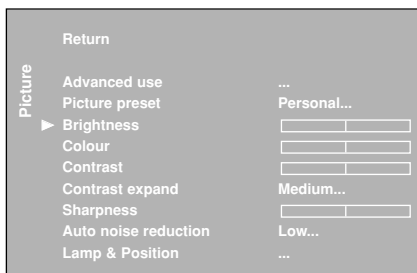 Return
Picture
Advanced use ...
Picture preset Personal...
Brightness
Colour
Contrast
Contrast expand Medium...
Sharpness
Auto noise reduction Low...
Lamp & Position ...